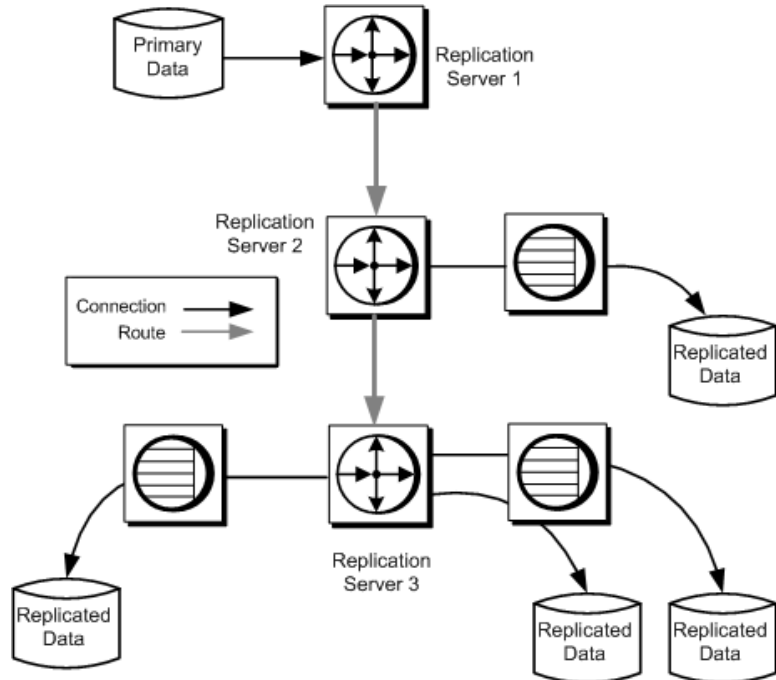 Primary
Data
Replication
Server 1
Replication
Server 2
Connection
Route
Replicated
Data
Replication
Server 3
Replicated
Data
Replicated
Data
Replicated
Data